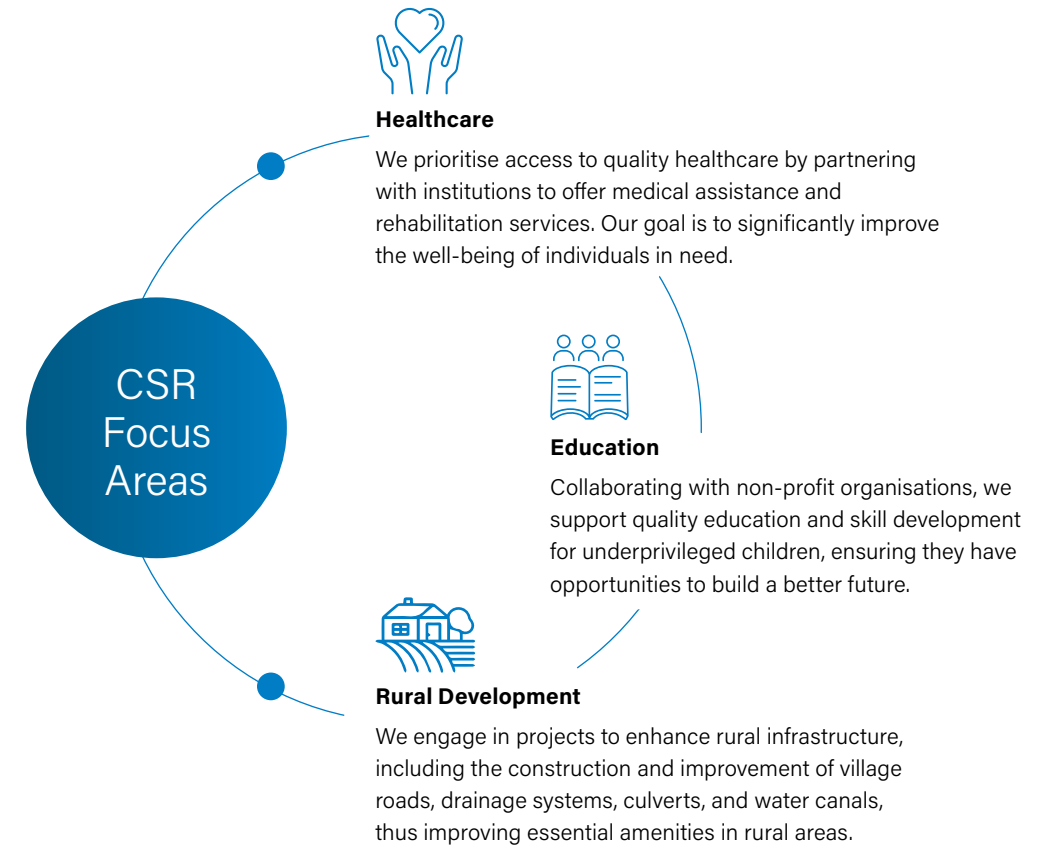 CSR
Focus
Areas
Healthcare
We prioritise access to quality healthcare by partnering
with institutions to offer medical assistance and
rehabilitation services. Our goal is to significantly improve
the well-being of individuals in need.
Education
Collaborating with non-profit organisations, we
support quality education and skill development
for underprivileged children, ensuring they have
opportunities to build a better future.
Rural Development
We engage in projects to enhance rural infrastructure,
including the construction and improvement of village
roads, drainage systems, culverts, and water canals,
thus improving essential amenities in rural areas.